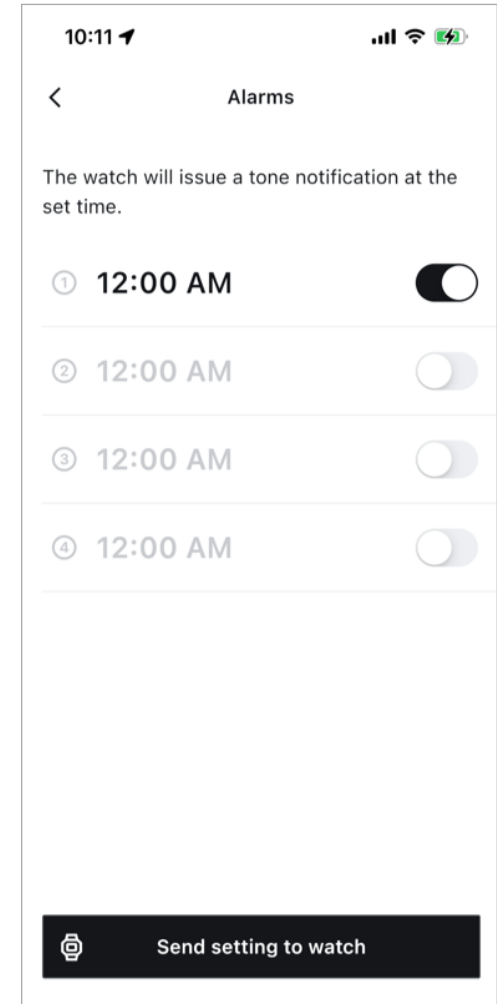 10:11
Alarms
The watch will issue a tone notification at the
set time.
1 12:00 AM
2 12:00 AM
3 12:00 AM
4 12:00 AM
Send setting to watch